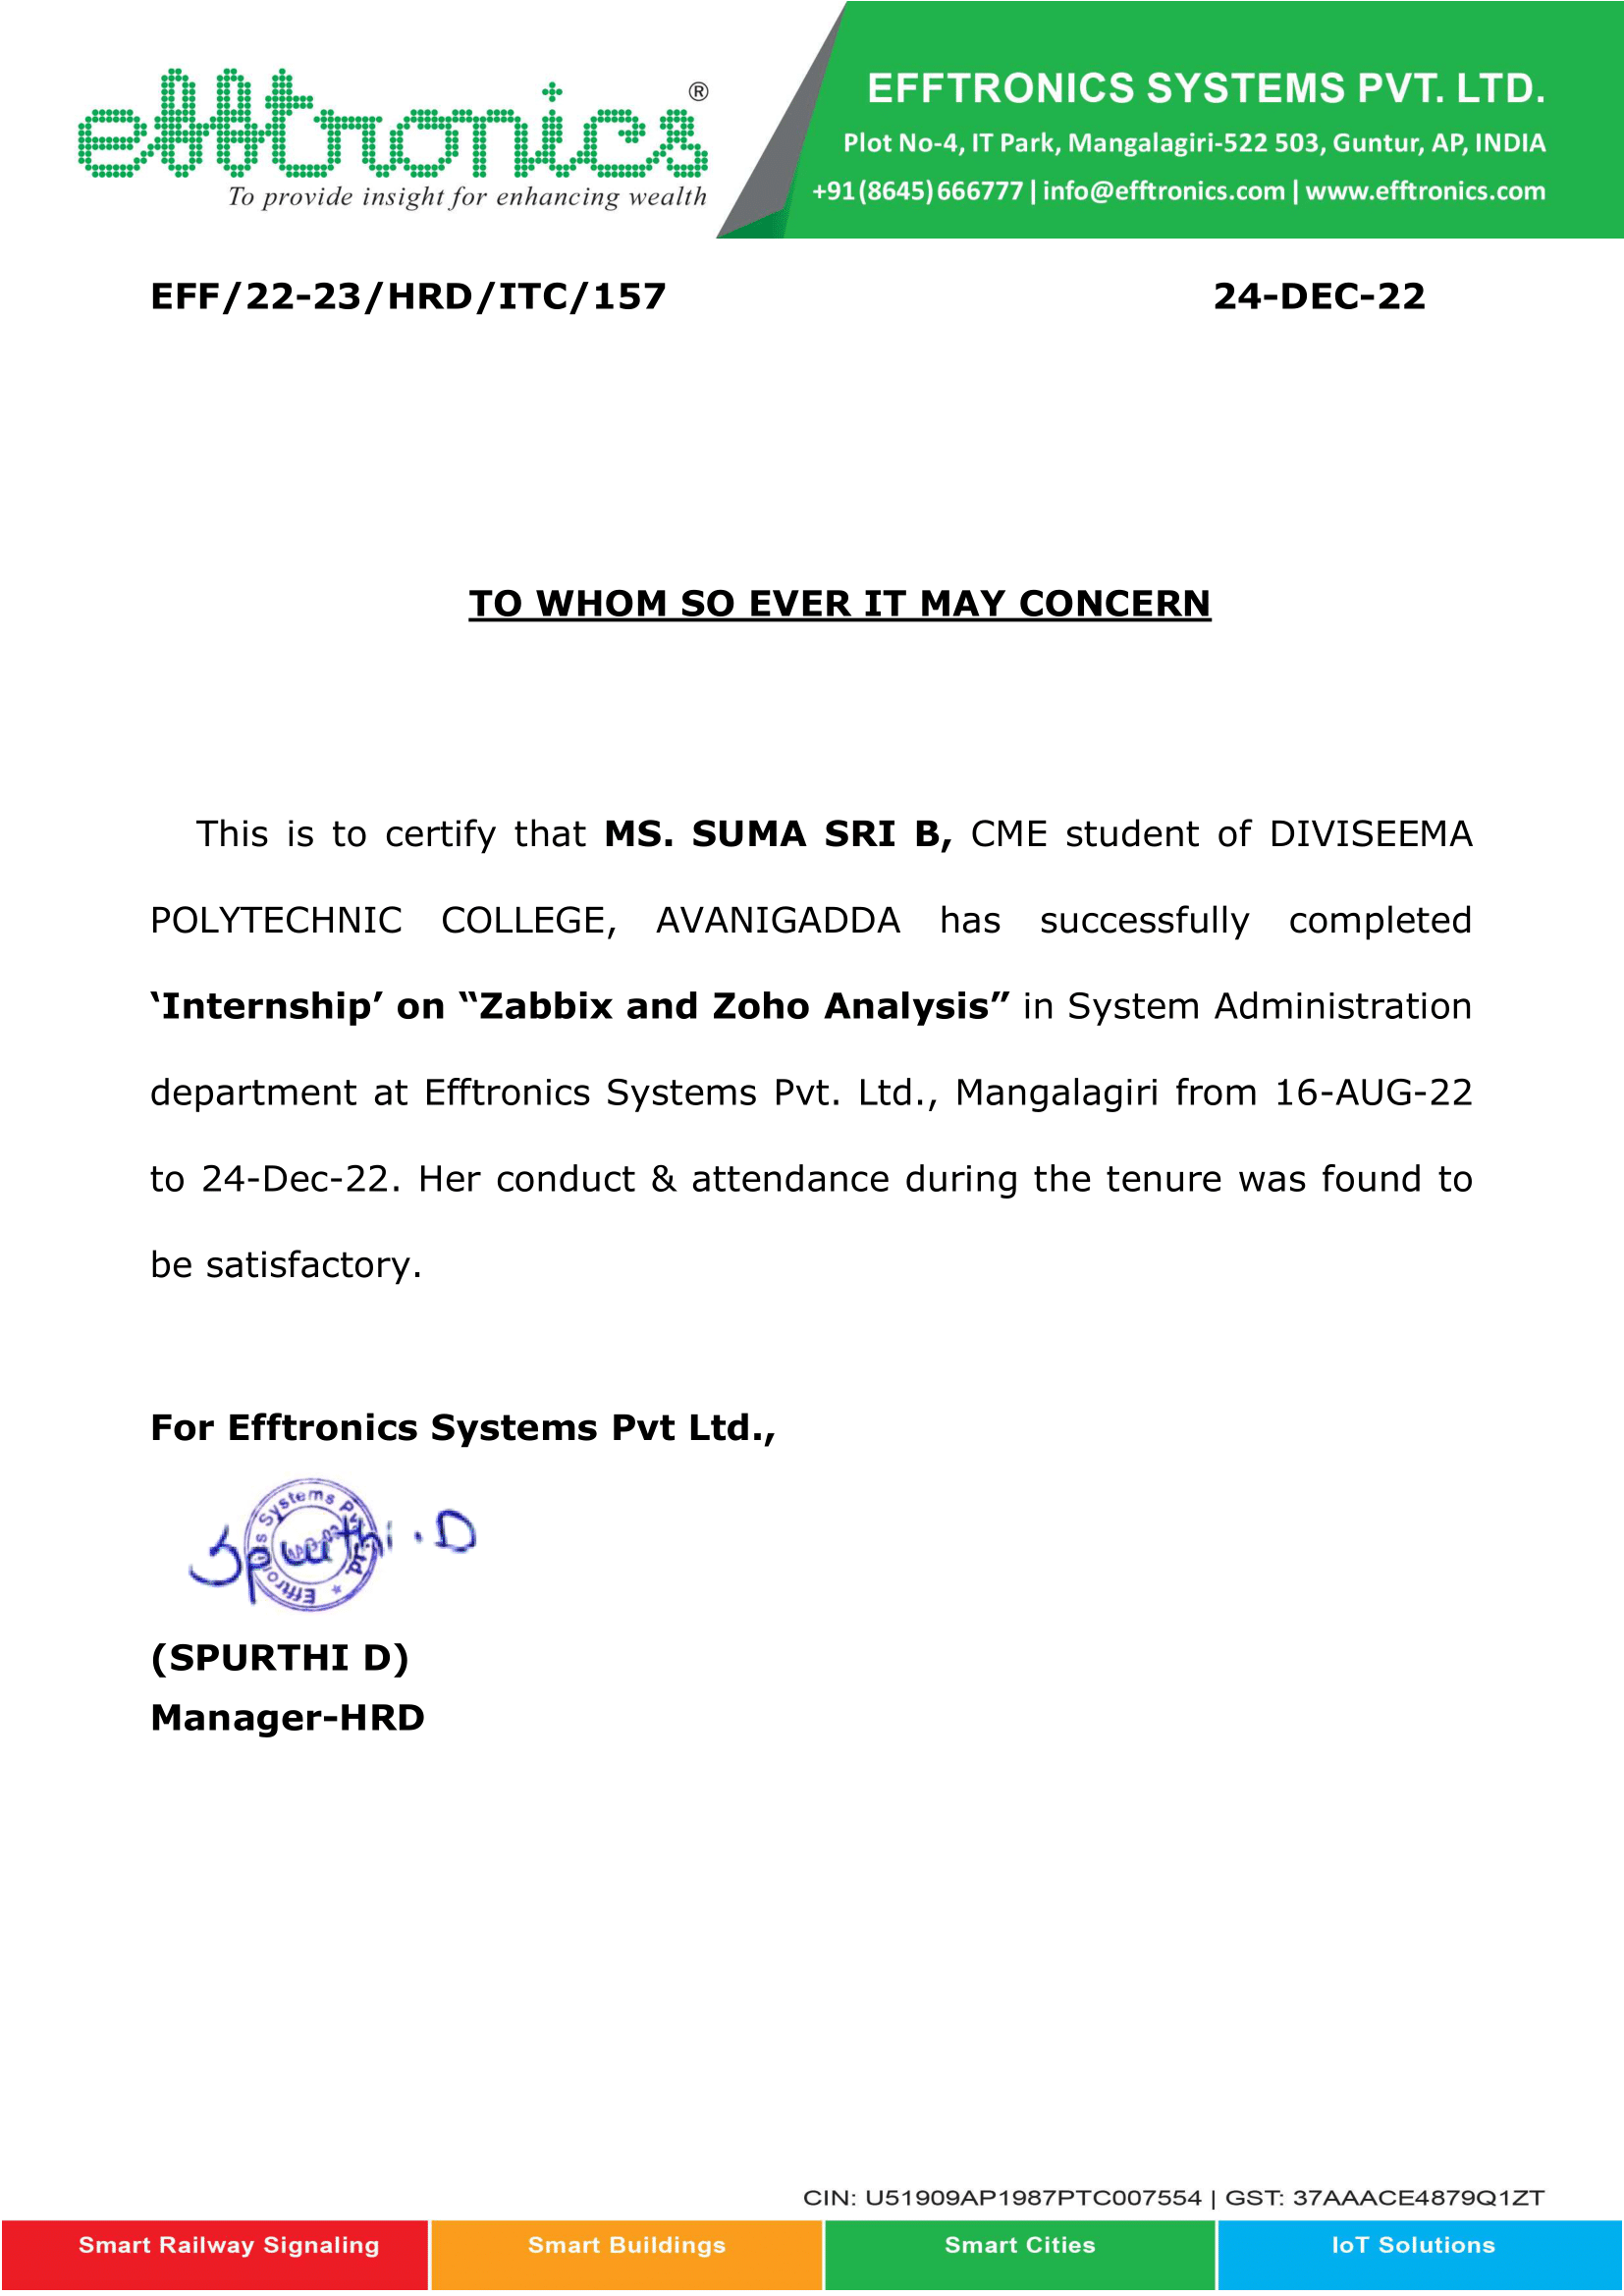 efftronics®
To provide insight for enhancing wealth
EFFTRONICS SYSTEMS PVT. LTD.
Plot No-4, IT Park, Mangalagiri-522 503, Guntur, AP, INDIA
+91(8645)666777 | info@efftronics.com | www.efftronics.com
EFF/22-23/HRD/ITC/157 24-DEC-22
TO WHOM SO EVER IT MAY CONCERN
This is to certify that MS. SUMA SRI B, CME student of DIVISEEMA
POLYTECHNIC COLLEGE, AVANIGADDA has successfully completed
‘Internship’ on “Zabbix and Zoho Analysis” in System Administration
department at Efftronics Systems Pvt. Ltd., Mangalagiri from 16-AUG-22
to 24-Dec-22. Her conduct & attendance during the tenure was found to
be satisfactory.
For Efftronics Systems Pvt Ltd.,
Spurthi . D
Efftronics Systems Pvt. Ltd. *
(SPURTHI D)
Manager-HRD
CIN: U51909AP1987PTC007554 | GST: 37AAACE4879Q1ZT
Smart Railway Signaling Smart Buildings Smart Cities IoT Solutions